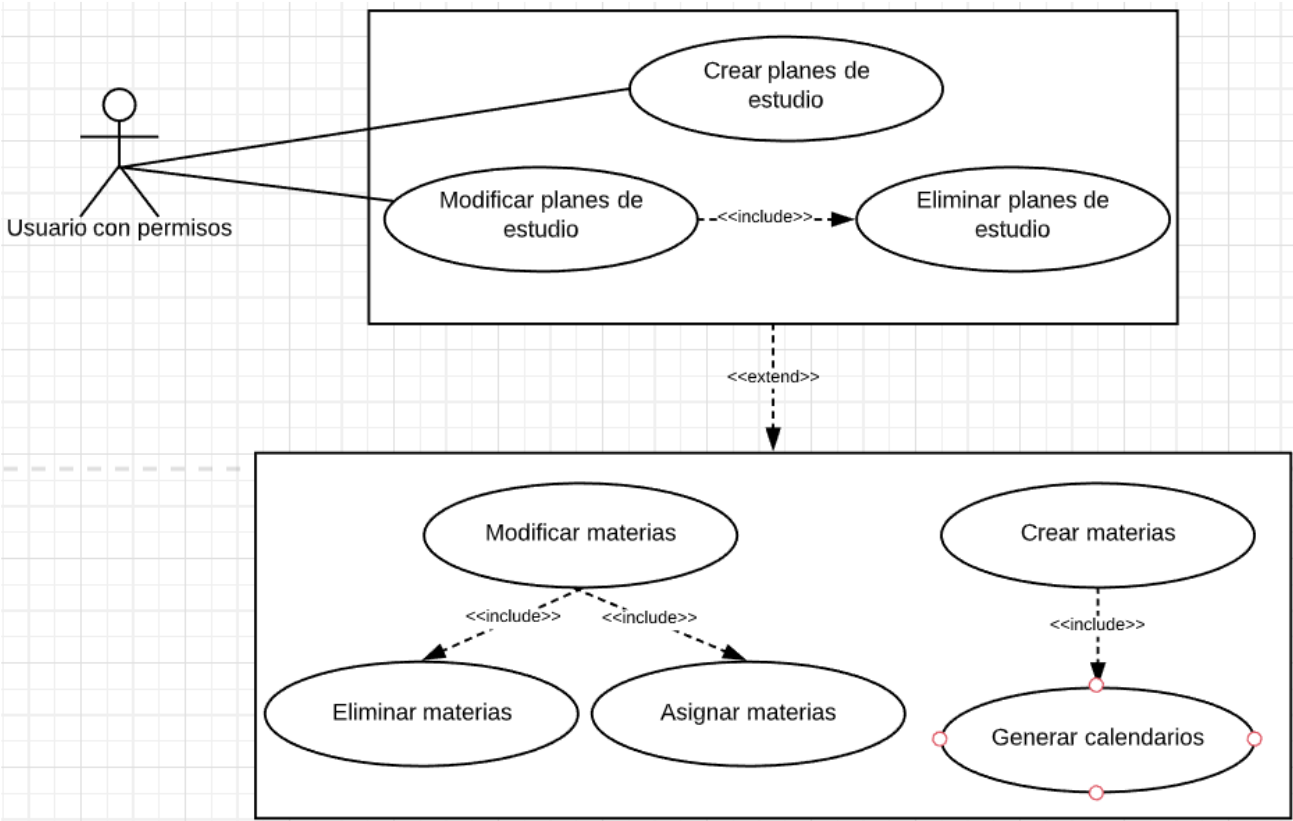 Crear planes de
estudio
Usuario con permisos
Modificar planes de
estudio
<<include>>
Eliminar planes de
estudio
<<extend>>
Modificar materias
Crear materias
<<include>>
<<include>>
<<include>>
Eliminar materias
Asignar materias
Generar calendarios